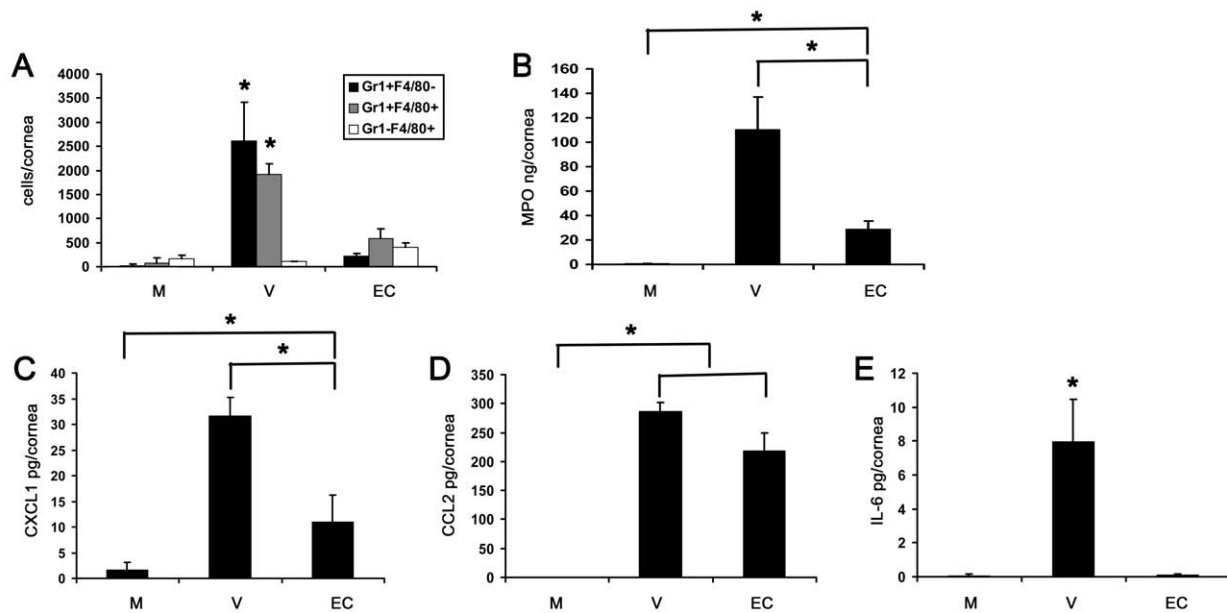 A
cells/cornea
4000
3500
3000
2500
2000
1500
1000
500
0
*
*
Gr1+F4/80-
Gr1+F4/80+
Gr1-F4/80+
M V EC
B
MPO ng/cornea
160
140
120
100
80
60
40
20
0
*
*
M V EC
C
CXCL1 pg/cornea
40
35
30
25
20
15
10
5
0
*
*
M V EC
D
CCL2 pg/cornea
350
300
250
200
150
100
50
0
*
M V EC
E
IL-6 pg/cornea
12
10
8
6
4
2
0
*
M V EC